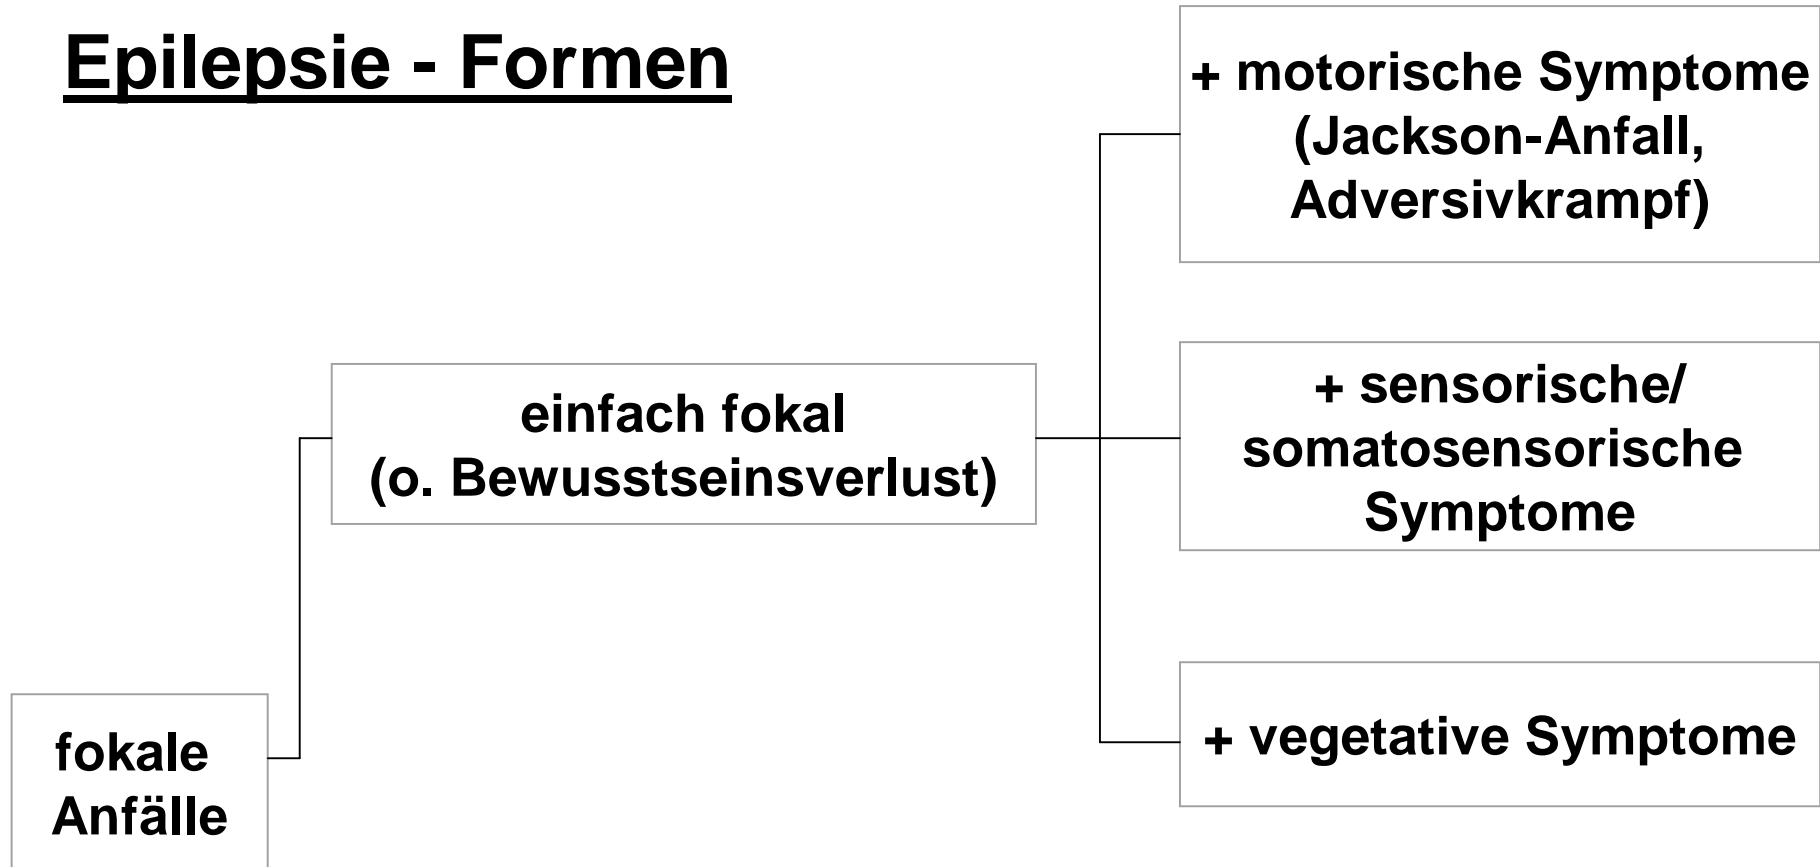 Epilepsie - Formen
+ motorische Symptome
(Jackson-Anfall,
Adversivkrampf)
einfach fokal
(o. Bewusstseinsverlust)
+ sensorische/
somatosensorische
Symptome
+ vegetative Symptome
fokale
Anfälle